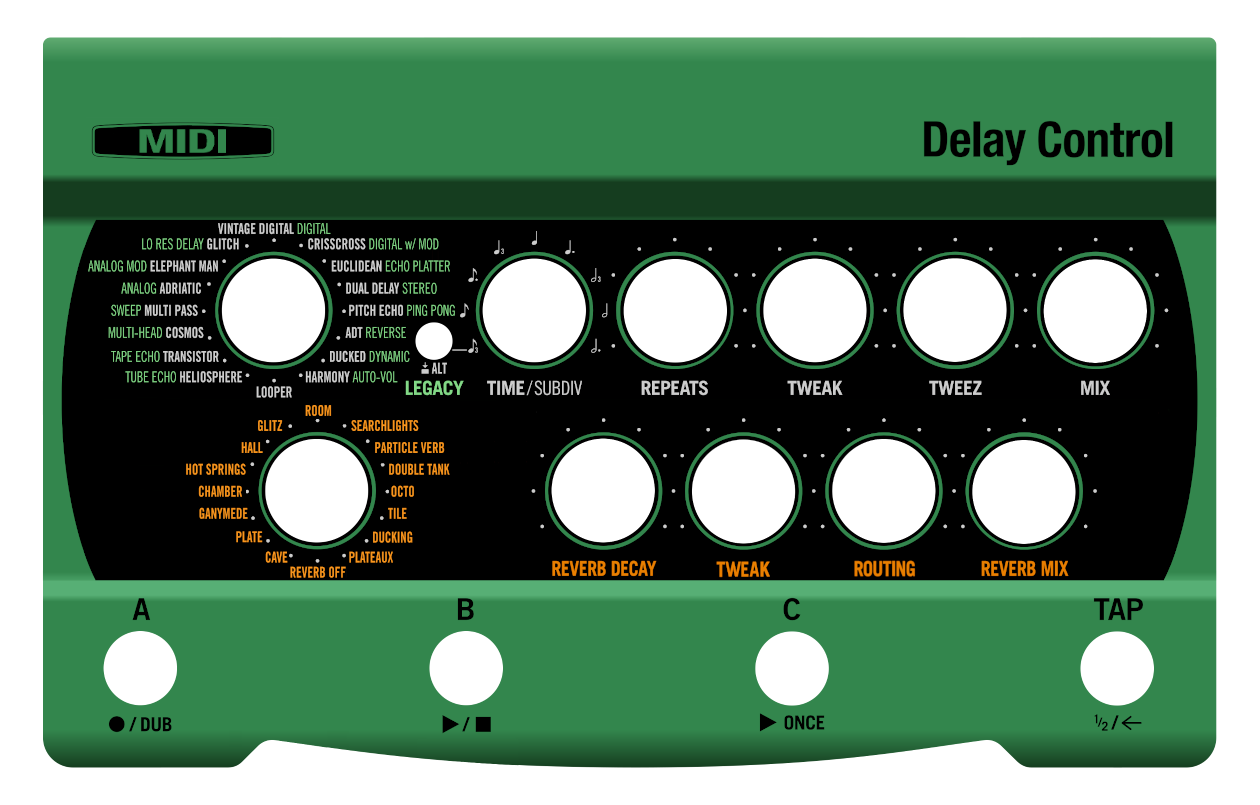 MIDI
Delay Control
VINTAGE DIGITAL DIGITAL
LO RES DELAY GLITCH
CRISSCROSS DIGITAL w/ MOD
ANALOG MOD ELEPHANT MAN
EUCLIDEAN ECHO PLATTER
ANALOG ADRIATIC
DUAL DELAY STEREO
SWEEP MULTI PASS
PITCH ECHO PING PONG
MULTI-HEAD COSMOS
ADT REVERSE
TAPE ECHO TRANSISTOR
DUCKED DYNAMIC
TUBE ECHO HELIOSPHERE
HARMONY AUTO-VOL
LOOPER
ALT
LEGACY
3
3
3
TIME/SUBDIV
REPEATS
TWEAK
TWEEZ
MIX
ROOM
GLITZ
SEARCHLIGHTS
HALL
PARTICLE VERB
HOT SPRINGS
DOUBLE TANK
CHAMBER
OCTO
GANYMEDE
TILE
PLATE
DUCKING
CAVE
PLATEAUX
REVERB OFF
REVERB DECAY
TWEAK
ROUTING
REVERB MIX
A
B
C
TAP
● / DUB
▶ / ■
▶ ONCE
½ / ←